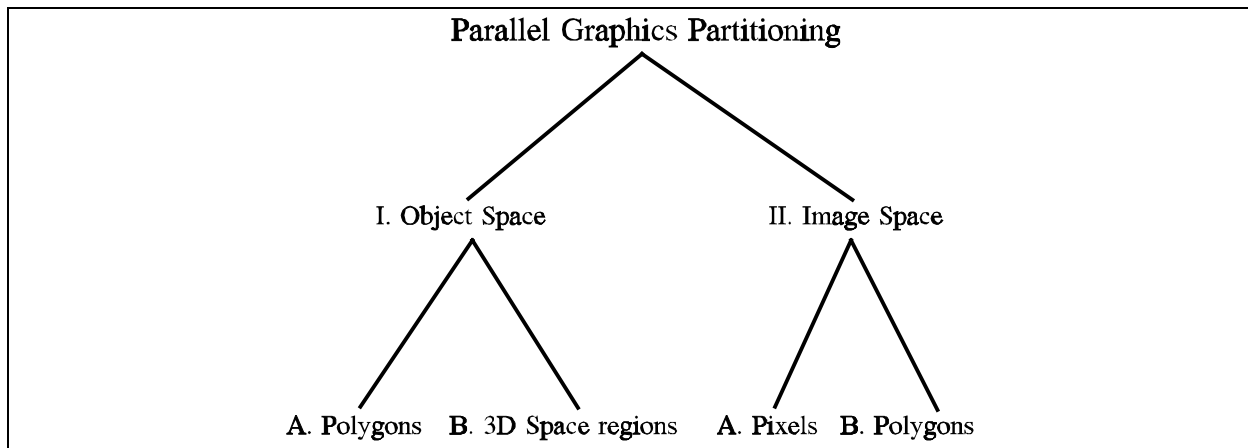 Parallel Graphics Partitioning
I. Object Space II. Image Space
A. Polygons B. 3D Space regions A. Pixels B. Polygons